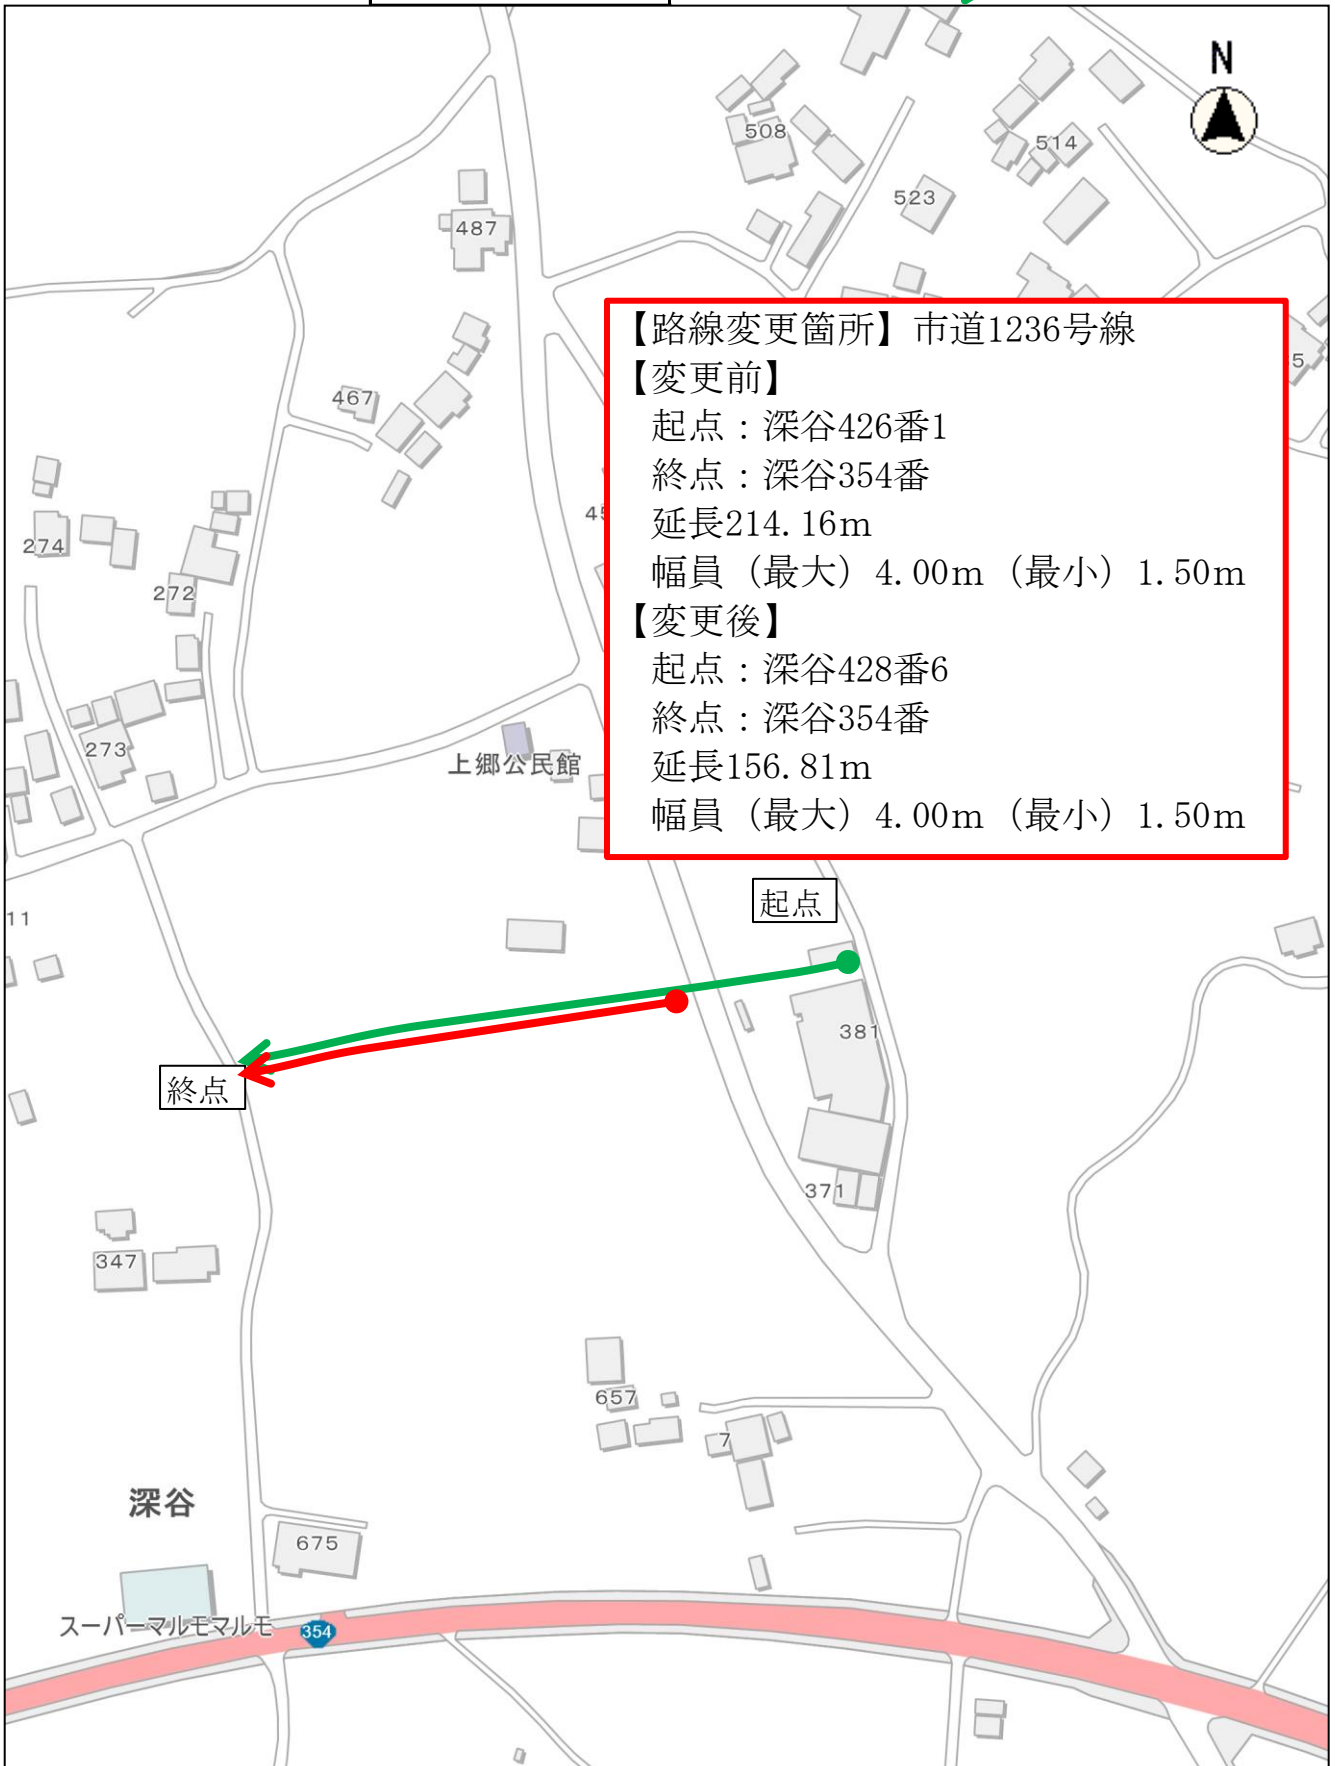 N
508
514
523
487
【路線変更箇所】市道1236号線
【変更前】
起点：深谷426番1
終点：深谷354番
延長214.16m
幅員（最大）4.00m（最小）1.50m
【変更後】
起点：深谷428番6
終点：深谷354番
延長156.81m
幅員（最大）4.00m（最小）1.50m
5
467
274
272
273
上郷公民館
起点
11
381
終点
371
347
657
7
深谷
675
スーパーマルモマルモ
354